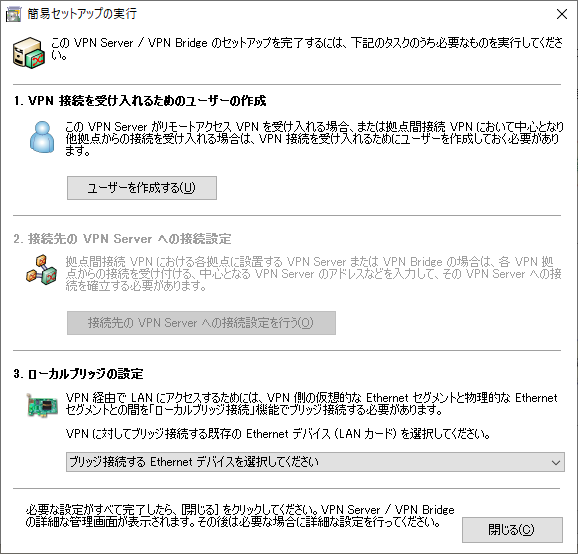 簡易セットアップの実行
この VPN Server / VPN Bridge のセットアップを完了するには、下記のタスクのうち必要なものを実行してくださ
い。
1. VPN 接続を受け入れるためのユーザーの作成
この VPN Server がリモートアクセス VPN を受け入れる場合、または拠点間接続 VPN において中心となり
他拠点からの接続を受け入れる場合は、VPN 接続を受け入れるためにユーザーを作成しておく必要があり
ます。
ユーザーを作成する(U)
2. 接続先の VPN Server への接続設定
拠点間接続 VPN における各拠点に設置する VPN Server または VPN Bridge の場合は、各 VPN 拠
点からの接続を受け付ける、中心となる VPN Server のアドレスなどを入力して、その VPN Server への接
続を確立する必要があります。
接続先の VPN Server への接続設定を行う(O)
3. ローカルブリッジの設定
VPN 経由で LAN にアクセスするためには、VPN 側の仮想的な Ethernet セグメントと物理的な Ethernet
セグメントとの間を「ローカルブリッジ接続」機能でブリッジ接続する必要があります。
VPN に対してブリッジ接続する既存の Ethernet デバイス (LAN カード) を選択してください。
ブリッジ接続する Ethernet デバイスを選択してください
必要な設定がすべて完了したら、[閉じる] をクリックしてください。VPN Server / VPN Bridge
の詳細な管理画面が表示されます。その後は必要な場合に詳細な設定を行ってください。
閉じる(C)